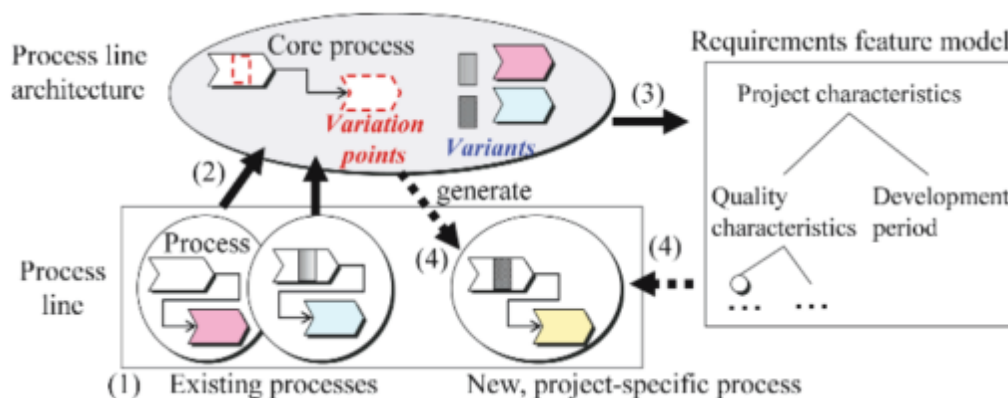 Process line
architecture
Core process
Variation
points
Variants
Requirements feature model
(3)
Project characteristics
Quality
characteristics
Development
period
...
...
(2)
generate
(4)
(4)
Process
line
Process
(1)
Existing processes
New, project-specific process